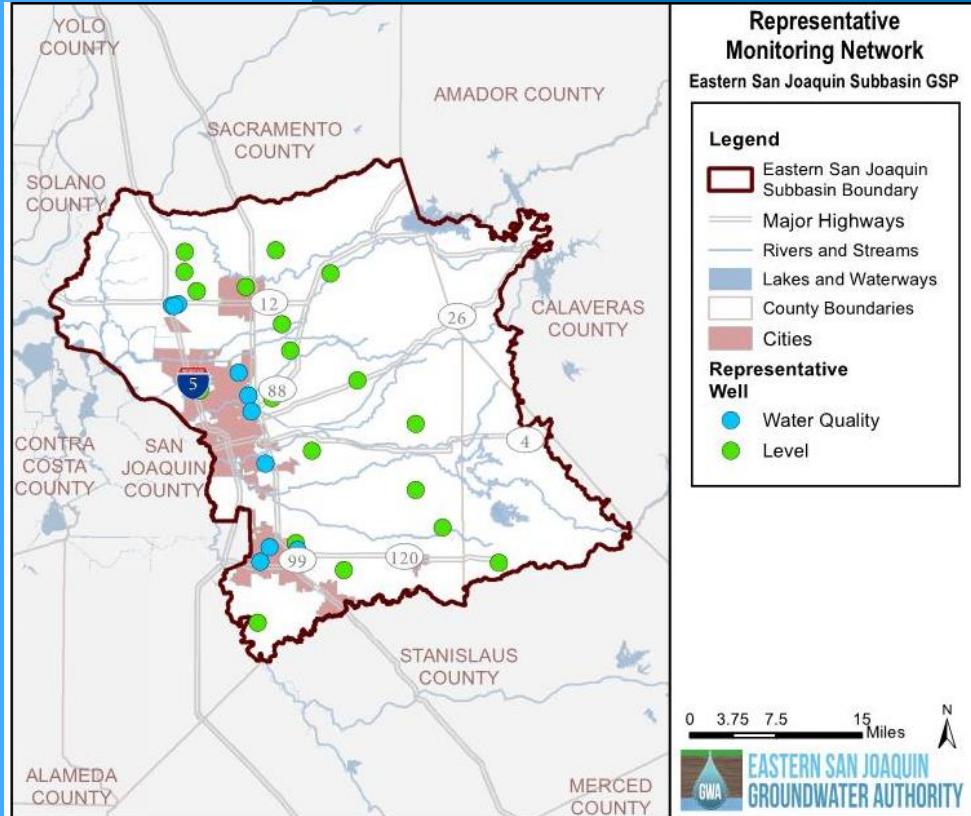 YOLO
COUNTY
AMADOR COUNTY
SACRAMENTO
COUNTY
SOLANO
COUNTY
12
26
CALAVERAS
COUNTY
5
88
4
CONTRA
COSTA
COUNTY
SAN
JOAQUIN
COUNTY
99
120
STANISLAUS
COUNTY
ALAMEDA
COUNTY
MERCED
COUNTY
Representative
Monitoring Network
Eastern San Joaquin Subbasin GSP
Legend
Eastern San Joaquin
Subbasin Boundary
Major Highways
Rivers and Streams
Lakes and Waterways
County Boundaries
Cities
Representative
Well
Water Quality
Level
0 3.75 7.5 15
Miles
N
GWA
EASTERN SAN JOAQUIN
GROUNDWATER AUTHORITY